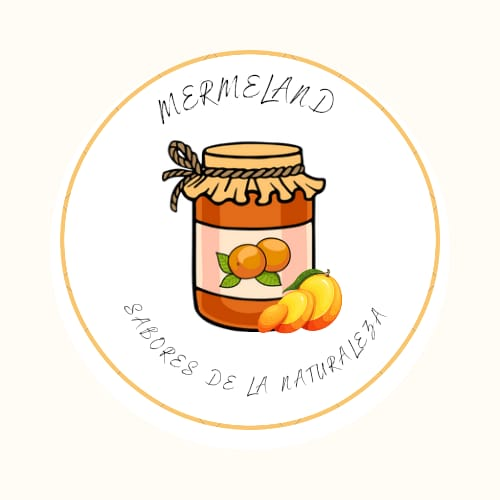 MERMELAND
SABORES DE LA NATURALEZA